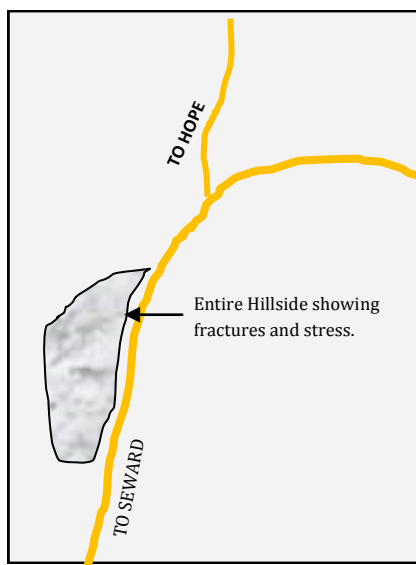 TO HOPE
Entire Hillside showing
fractures and stress.
TO SEWARD